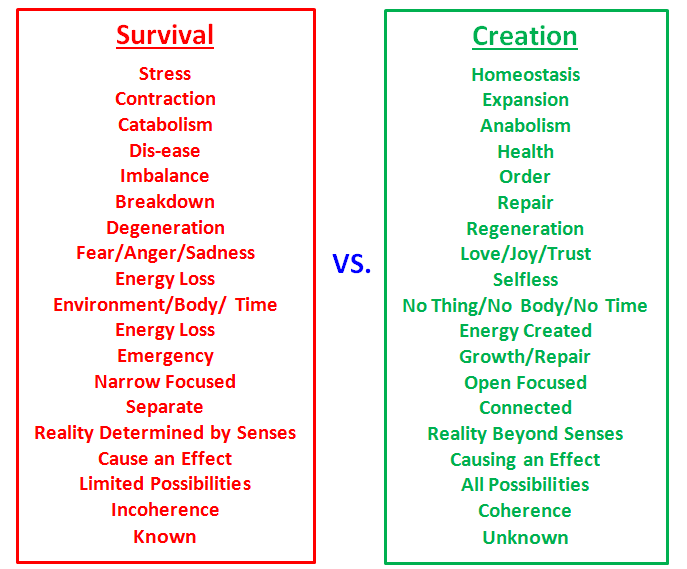 Survival
Stress
Contraction
Catabolism
Dis-ease
Imbalance
Breakdown
Degeneration
Fear/Anger/Sadness
Energy Loss
Environment/Body/ Time
Energy Loss
Emergency
Narrow Focused
Separate
Reality Determined by Senses
Cause an Effect
Limited Possibilities
Incoherence
Known
VS.
Creation
Homeostasis
Expansion
Anabolism
Health
Order
Repair
Regeneration
Love/Joy/Trust
Selfless
No Thing/No Body/No Time
Energy Created
Growth/Repair
Open Focused
Connected
Reality Beyond Senses
Causing an Effect
All Possibilities
Coherence
Unknown